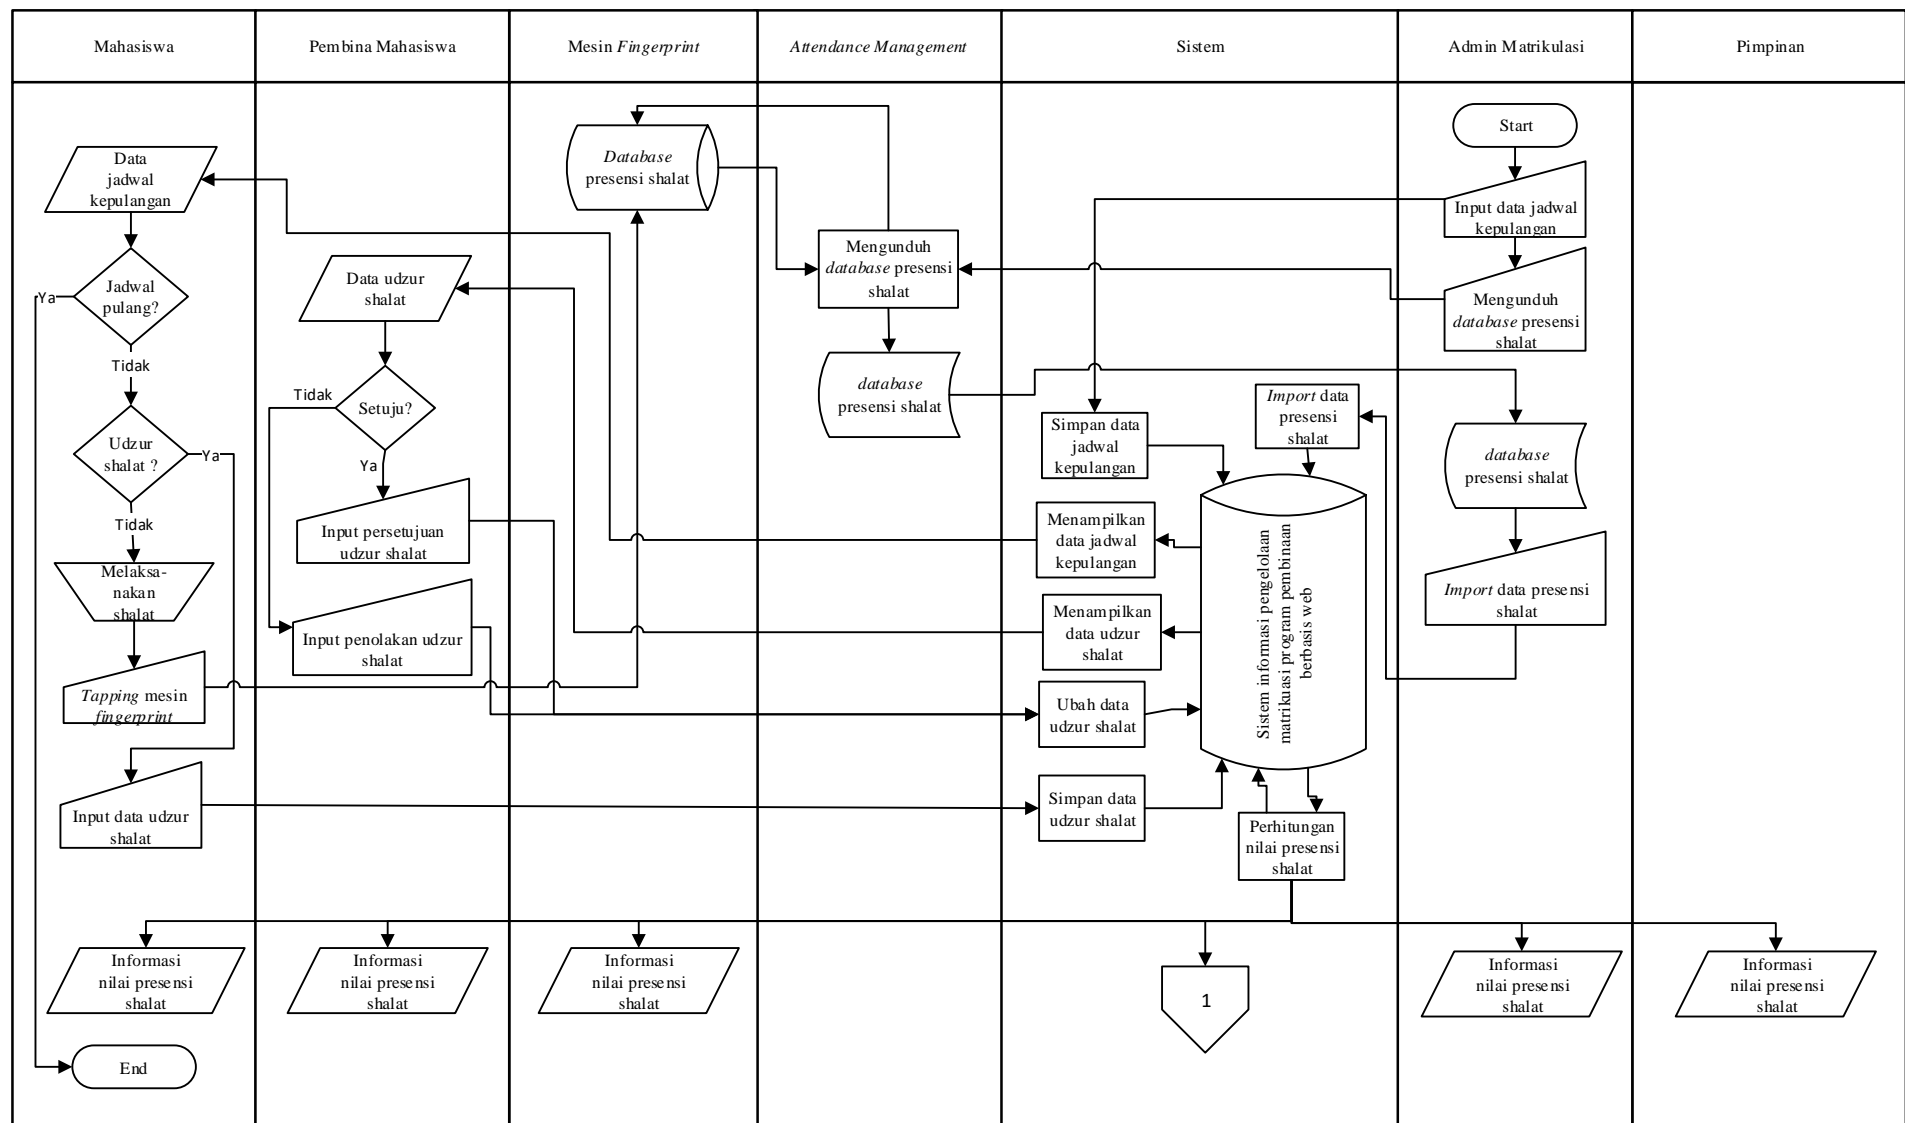 Mahasiswa
Pembina Mahasiswa
Mesin Fingerprint
Attendance Management
Sistem
Admin Matrikulasi
Pimpinan
Data
jadwal
kepulangan
Jadwal
pulang?
Ya
Tidak
Udzur
shalat ?
Ya
Tidak
Melaksa-
nakan
shalat
Tapping mesin
fingerprint
Input data udzur
shalat
Informasi
nilai presensi
shalat
End
Data udzur
shalat
Setuju?
Tidak
Ya
Input persetujuan
udzur shalat
Input penolakan udzur
shalat
Informasi
nilai presensi
shalat
Database
presensi shalat
Informasi
nilai presensi
shalat
Mengunduh
database presensi
shalat
database
presensi shalat
Simpan data
jadwal
kepulangan
Import data
presensi
shalat
Menampilkan
data jadwal
kepulangan
Menampilkan
data udzur
shalat
Ubah data
udzur shalat
Simpan data
udzur shalat
Sistem informasi pengelolaan
matrikuasi program pembinaan
berbasis web
Perhitungan
nilai presensi
shalat
1
Start
Input data jadwal
kepulangan
Mengunduh
database presensi
shalat
database
presensi shalat
Import data presensi
shalat
Informasi
nilai presensi
shalat
Informasi
nilai presensi
shalat